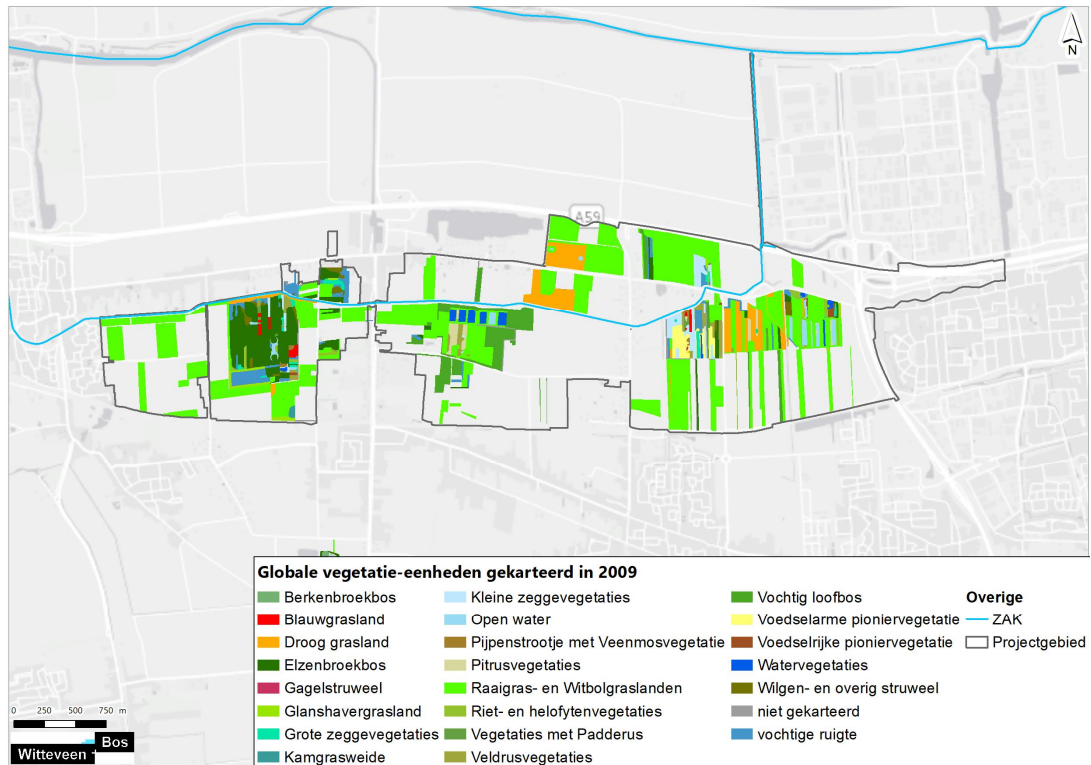 N
A59
Globale vegetatie-eenheden gekarteerd in 2009
Berkenbroekbos
Blauwgrasland
Droog grasland
Elzenbroekbos
Gagelstruweel
Glanshavergrasland
Grote zeggevegetaties
Kamgrasweide
Kleine zeggevegetaties
Open water
Pijpenstrootje met Veenmosvegetatie
Pitrusvegetaties
Raaigras- en Witbolgraslanden
Riet- en helofytenvegetaties
Vegetaties met Padderus
Veldrusvegetaties
Vochtig loofbos
Voedselarme pioniervegetatie
Voedselrijke pioniervegetatie
Watervegetaties
Wilgen- en overig struweel
niet gekarteerd
vochtige ruigte
Overige
ZAK
Projectgebied
0 250 500 750 m
Witteveen + Bos